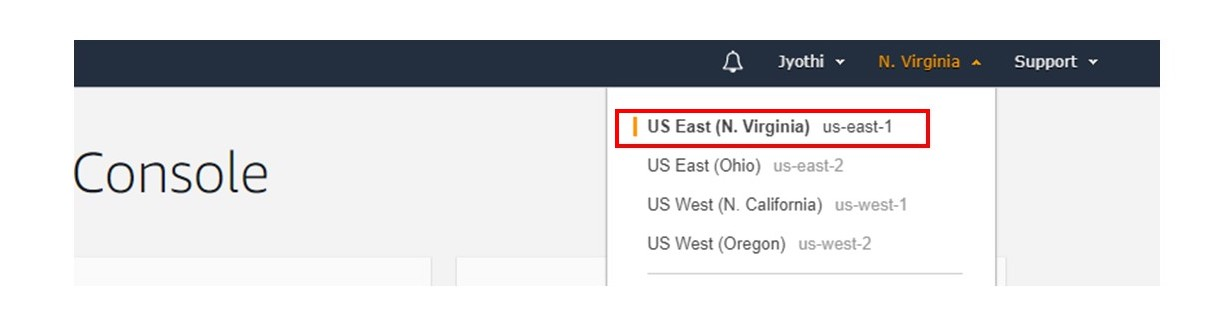 Jyothi N. Virginia Support
US East (N. Virginia) us-east-1
US East (Ohio) us-east-2
Console
US West (N. California) us-west-1
US West (Oregon) us-west-2